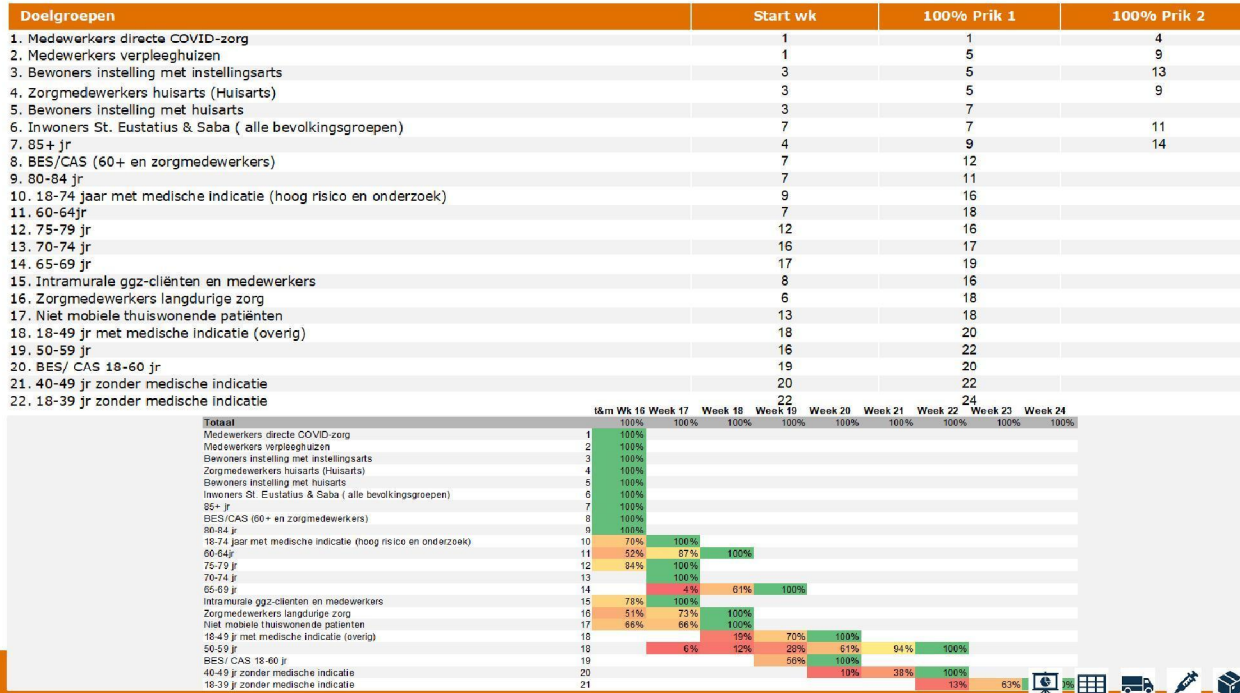 Doelgroepen Start wk 100% Prik 1 100% Prik 2
1. Medewerkers directe COVID-zorg 1 1 4
2. Medewerkers verpleeghuizen 1 5 9
3. Bewoners instelling met instellingsarts 3 5 13
4. Zorgmedewerkers huisarts (Huisarts) 3 5 9
5. Bewoners instelling met huisarts 3 7
6. Inwoners St. Eustatius & Saba ( alle bevolkingsgroepen) 7 7 11
7. 85+ jr 4 9 14
8. BES/CAS (60+ en zorgmedewerkers) 7 12
9. 80-84 jr 7 11
10. 18-74 jaar met medische indicatie (hoog risico en onderzoek) 9 16
11. 60-64jr 7 18
12. 75-79 jr 12 16
13. 70-74 jr 16 17
14. 65-69 jr 17 19
15. Intramurale ggz-cliënten en medewerkers 8 16
16. Zorgmedewerkers langdurige zorg 6 18
17. Niet mobiele thuiswonende patiënten 13 18
18. 18-49 jr met medische indicatie (overig) 18 20
19. 50-59 jr 16 22
20. BES/ CAS 18-60 jr 19 20
21. 40-49 jr zonder medische indicatie 20 22
22. 18-39 jr zonder medische indicatie 22 24
t&m Wk 16 Week 17 Week 18 Week 19 Week 20 Week 21 Week 22 Week 23 Week 24
Totaal 100% 100% 100% 100% 100% 100% 100% 100% 100%
Medewerkers directe COVID-zorg 1 100%
Medewerkers verpleeghuizen 2 100%
Bewoners instelling met instellingsarts 3 100%
Zorgmedewerkers huisarts (Huisarts) 4 100%
Bewoners instelling met huisarts 5 100%
Inwoners St. Eustatius & Saba ( alle bevolkingsgroepen) 6 100%
85+ jr 7 100%
BES/CAS (60+ en zorgmedewerkers) 8 100%
80-84 jr 9 100%
18-74 jaar met medische indicatie (hoog risico en onderzoek) 10 70% 100%
60-64jr 11 52% 87% 100%
75-79 jr 12 84% 100%
70-74 jr 13 100%
65-69 jr 14 4% 61% 100%
Intramurale ggz-clienten en medewerkers 15 78% 100%
Zorgmedewerkers langdurige zorg 16 51% 73% 100%
Niet mobiele thuiswonende patienten 17 66% 66% 100%
18-49 jr met medische indicatie (overig) 18 19% 70% 100%
50-59 jr 18 6% 12% 28% 61% 94% 100%
BES/ CAS 18-60 jr 19 56% 100%
40-49 jr zonder medische indicatie 20 10% 38% 100%
18-39 jr zonder medische indicatie 21 13% 63%